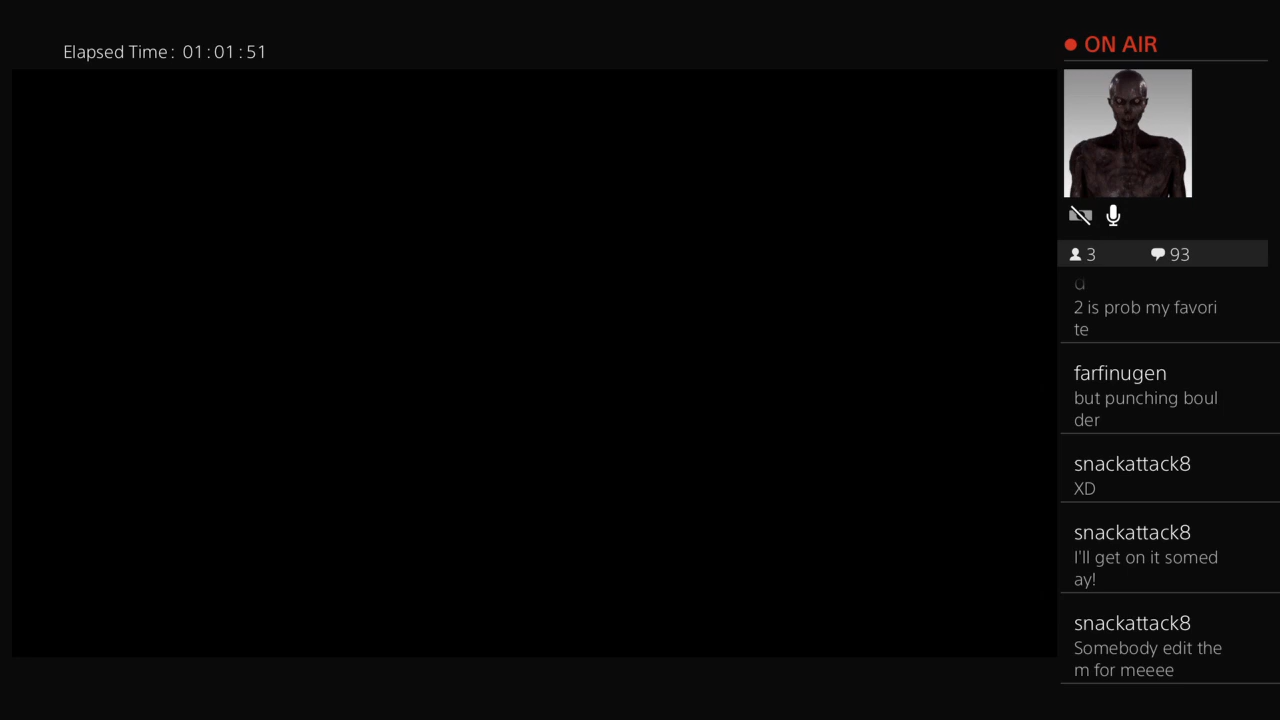 Elapsed Time: 01:01:51
ON AIR
3
93
2 is prob my favori
te
farfinugen
but punching boul
der
snackattack8
XD
snackattack8
I'll get on it somed
ay!
snackattack8
Somebody edit the
m for meeee